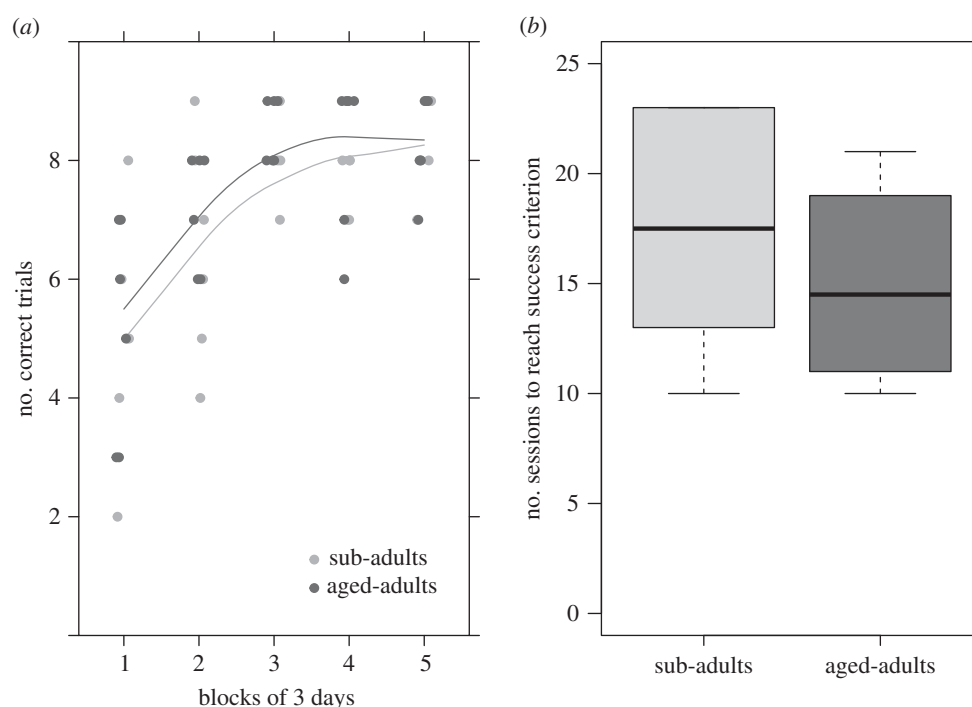 (a)
no. correct trials
8
6
4
2
sub-adults
aged-adults
1 2 3 4 5
blocks of 3 days
(b)
no. sessions to reach success criterion
25
20
15
10
5
0
sub-adults aged-adults